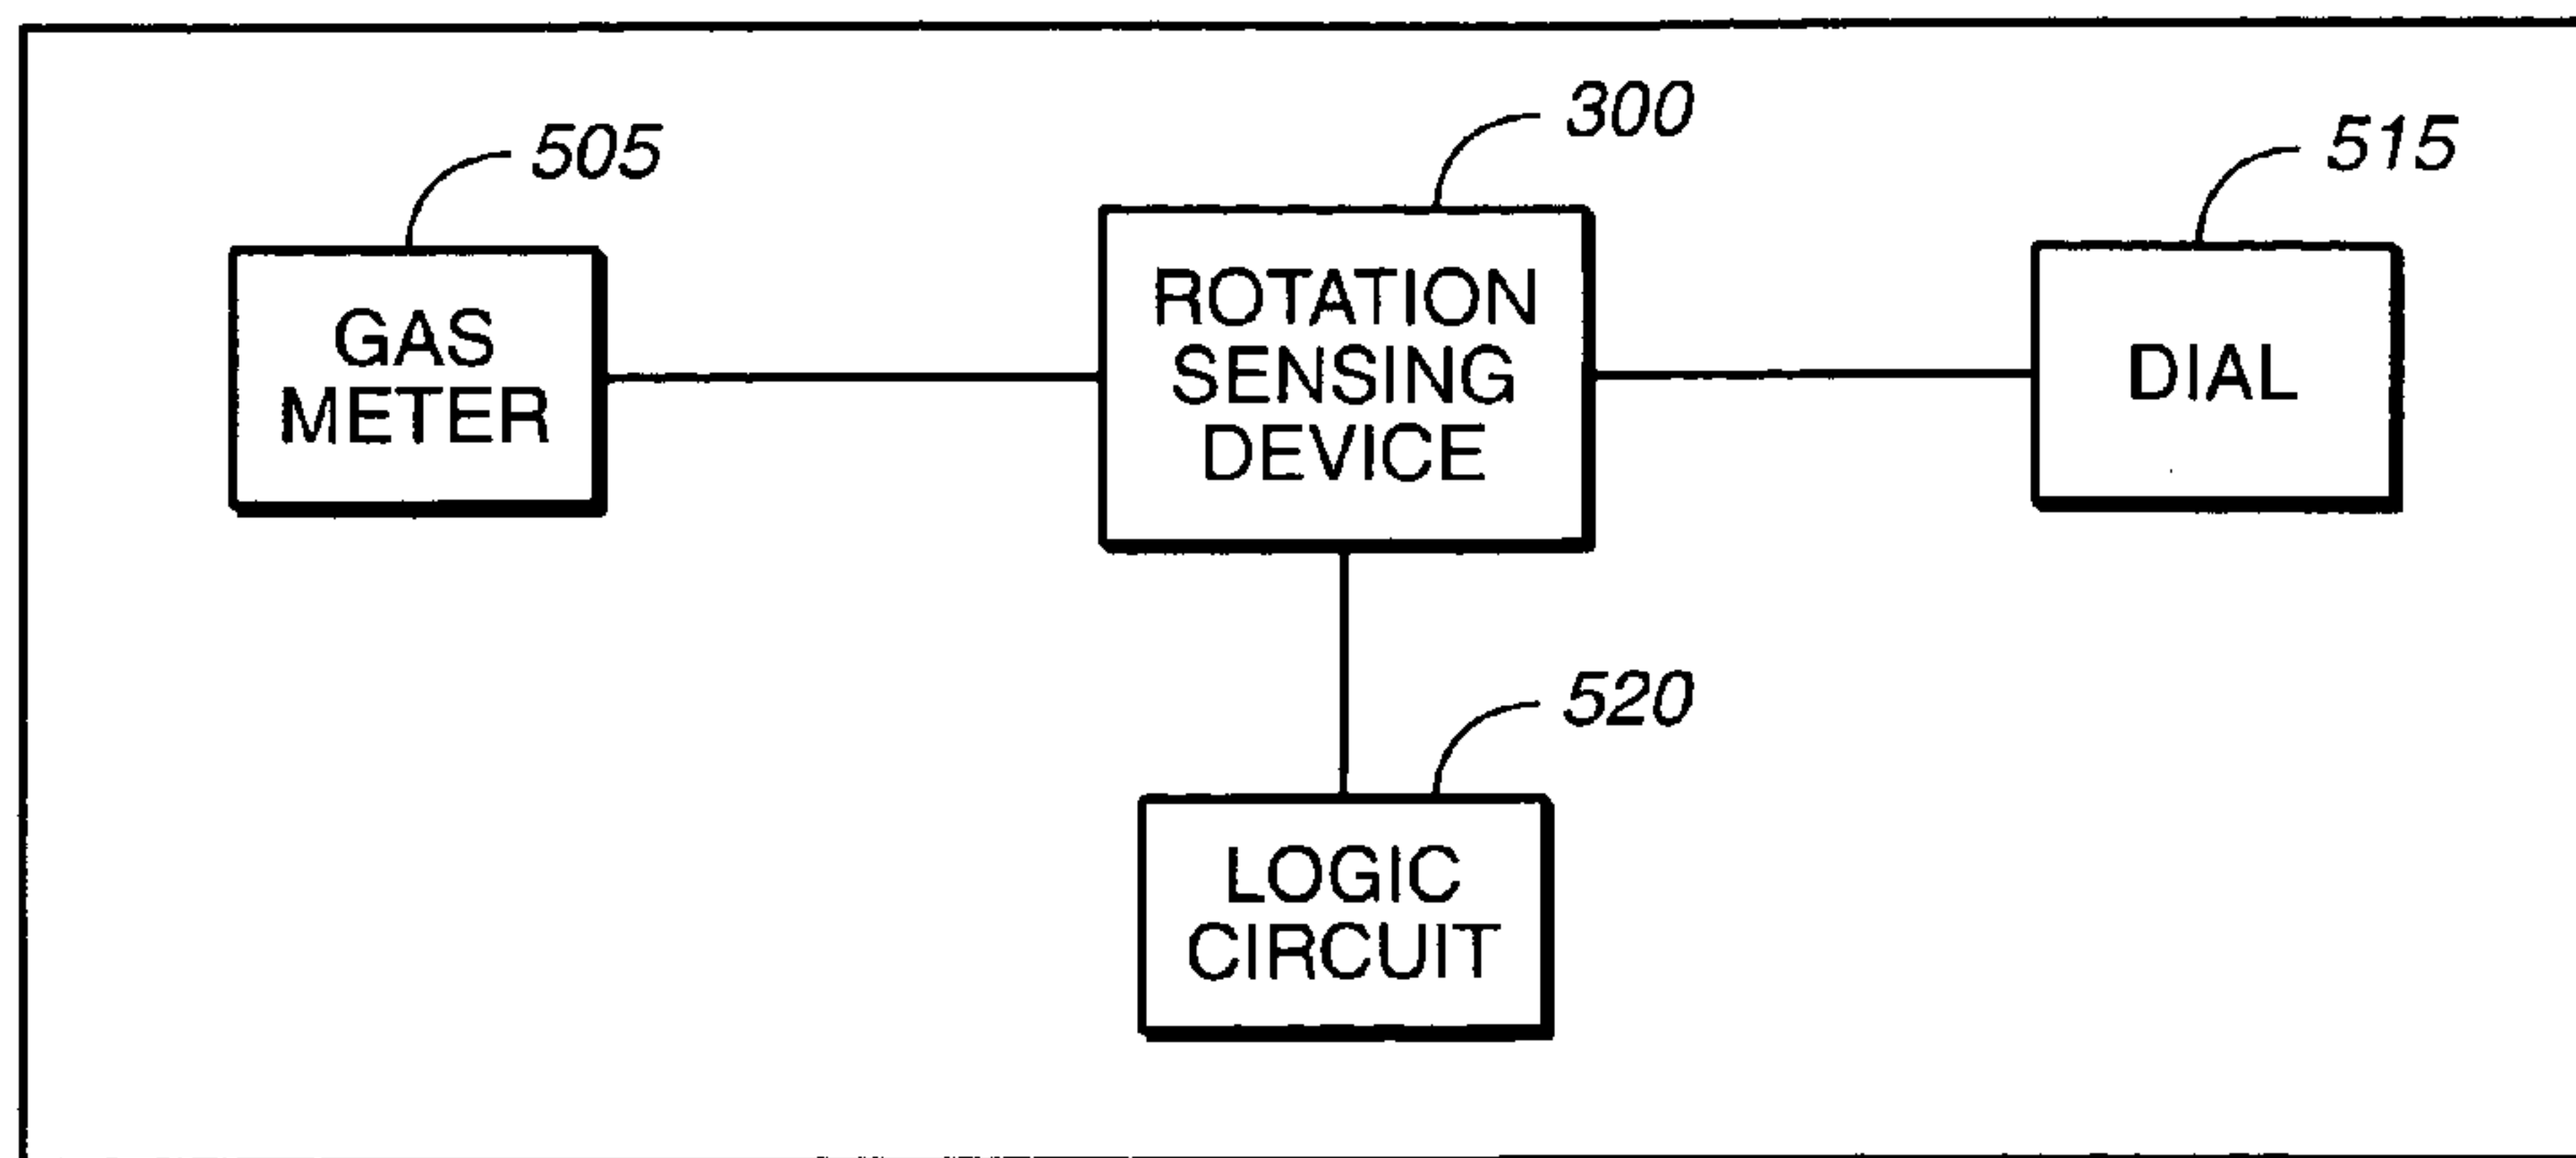 505
300
515
GAS
METER
ROTATION
SENSING
DEVICE
DIAL
520
LOGIC
CIRCUIT